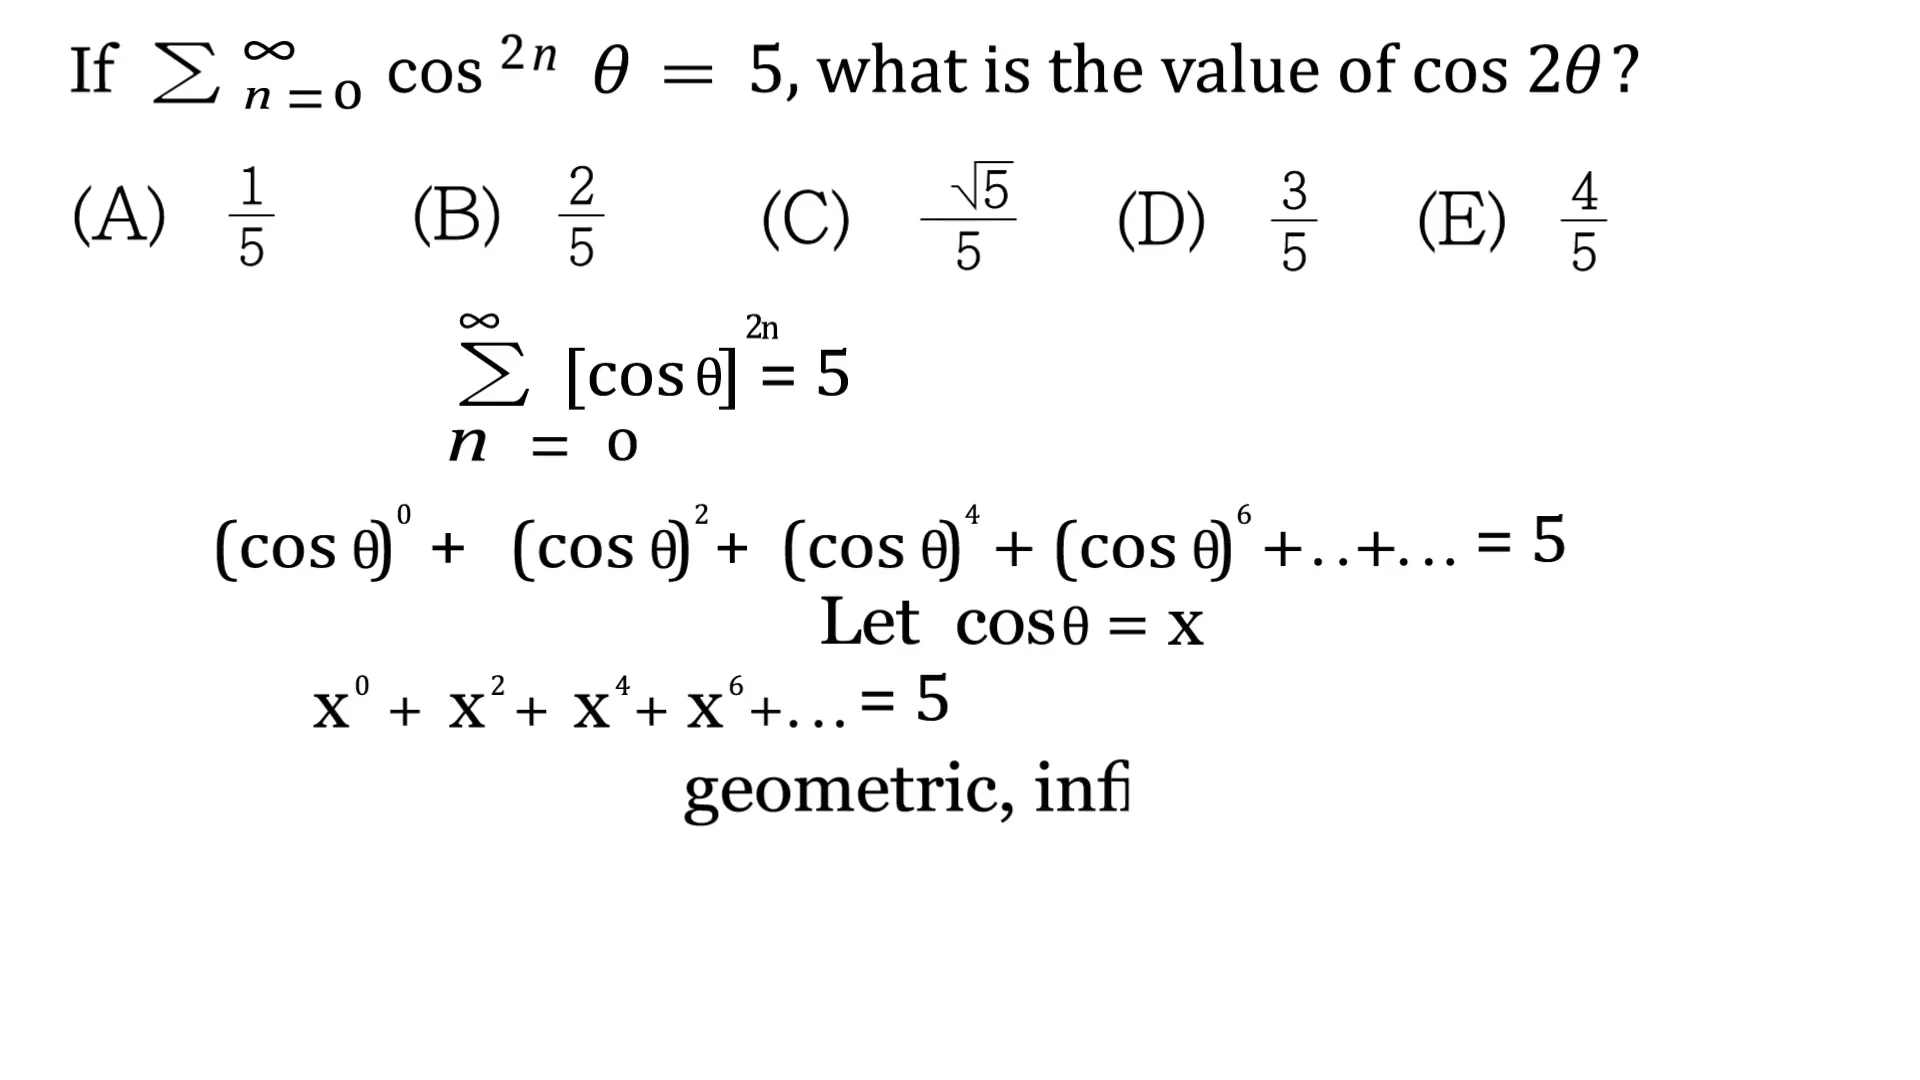 If ∑ ∞ n = 0 cos 2n θ = 5, what is the value of cos 2θ?
(A) 1/5 (B) 2/5 (C) √5/5 (D) 3/5 (E) 4/5
∞
∑ [cos θ]²ⁿ = 5
n = 0
(cos θ)⁰ + (cos θ)² + (cos θ)⁴ + (cos θ)⁶ +..+... = 5
Let cosθ = x
x⁰ + x² + x⁴ + x⁶ +... = 5
geometric, infi